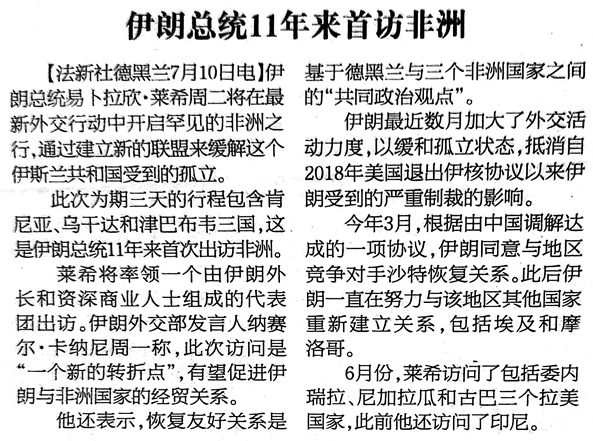 伊朗总统11年来首访非洲
【法新社德黑兰7月10日电】伊
朗总统易卜拉欣·莱希周二将在最
新外交行动中开启罕见的非洲之
行,通过建立新的联盟来缓解这个
伊斯兰共和国受到的孤立。
此次为期三天的行程包含肯
尼亚、乌干达和津巴布韦三国,这
是伊朗总统11年来首次出访非洲。
莱希将率领一个由伊朗外
长和资深商业人士组成的代表
团出访。伊朗外交部发言人纳赛
尔·卡纳尼周一称,此次访问是
“一个新的转折点”,有望促进伊
朗与非洲国家的经贸关系。
他还表示,恢复友好关系是
基于德黑兰与三个非洲国家之间
的“共同政治观点”。
伊朗最近数月加大了外交活
动力度,以缓和孤立状态,抵消自
2018年美国退出伊核协议以来伊
朗受到的严重制裁的影响。
今年3月,根据由中国调解达
成的一项协议,伊朗同意与地区
竞争对手沙特恢复关系。此后伊
朗一直在努力与该地区其他国家
重新建立关系,包括埃及和摩
洛哥。
6月份,莱希访问了包括委内
瑞拉、尼加拉瓜和古巴三个拉美
国家,此前他还访问了印尼。